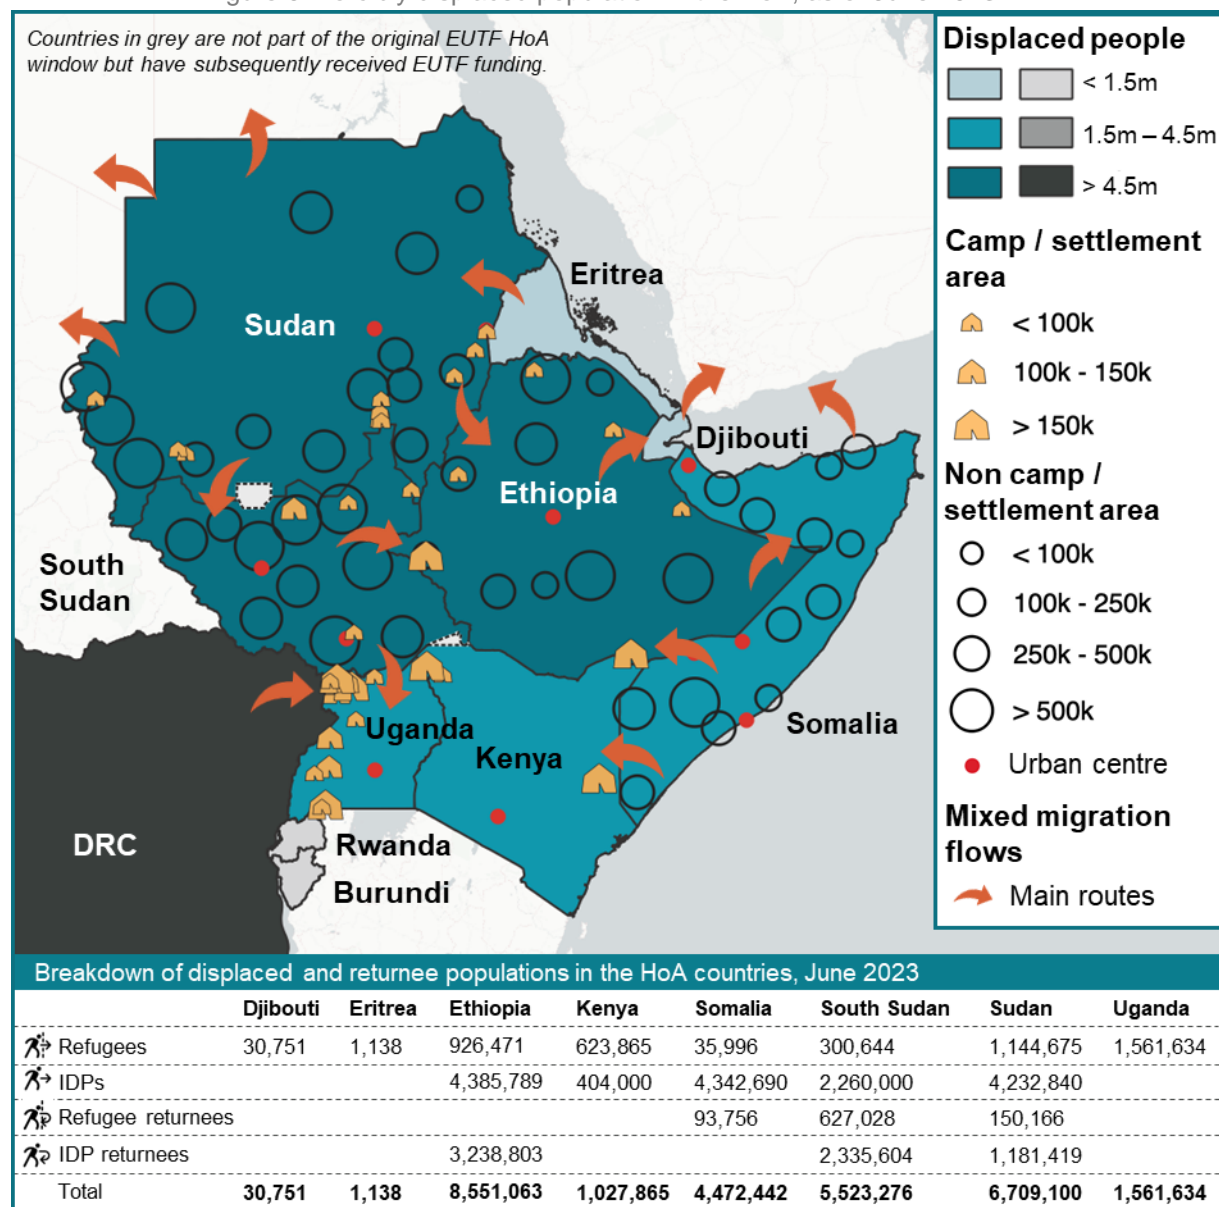 Countries in grey are not part of the original EUTF HoA
window but have subsequently received EUTF funding.
Displaced people
< 1.5m
1.5m – 4.5m
> 4.5m
Camp / settlement
area
< 100k
100k - 150k
> 150k
Non camp /
settlement area
< 100k
100k - 250k
250k - 500k
> 500k
Urban centre
Mixed migration
flows
Main routes
Eritrea
Sudan
Djibouti
Ethiopia
South
Sudan
Uganda
Somalia
Kenya
DRC
Rwanda
Burundi
Breakdown of displaced and returnee populations in the HoA countries, June 2023
Djibouti Eritrea Ethiopia Kenya Somalia South Sudan Sudan Uganda
Refugees 30,751 1,138 926,471 623,865 35,996 300,644 1,144,675 1,561,634
IDPs 4,385,789 404,000 4,342,690 2,260,000 4,232,840
Refugee returnees 93,756 627,028 150,166
IDP returnees 3,238,803 2,335,604 1,181,419
Total 30,751 1,138 8,551,063 1,027,865 4,472,442 5,523,276 6,709,100 1,561,634